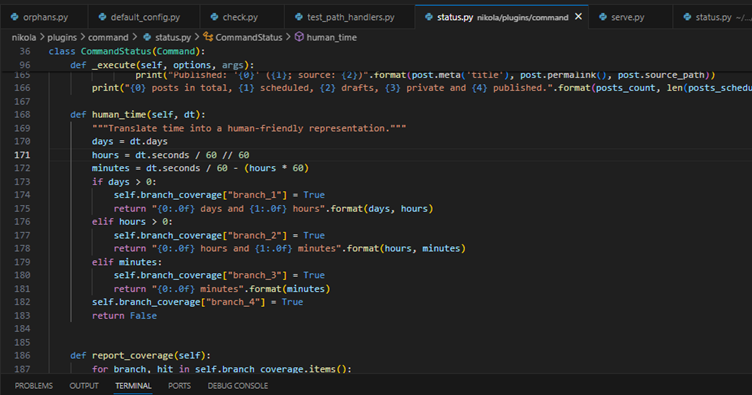 orphans.py default_config.py check.py test_path_handlers.py status.py nikola/plugins/command serve.py status.py ~/...
nikola > plugins > command > status.py > CommandStatus > human_time
36 class CommandStatus(Command):
96 def _execute(self, options, args):
165 print("Published: '{0}' ({1}; source: {2})".format(post.meta('title'), post.permalink(), post.source_path))
166 print("{0} posts in total, {1} scheduled, {2} drafts, {3} private and {4} published.".format(posts_count, len(posts_schedu
167
168 def human_time(self, dt):
169 """Translate time into a human-friendly representation."""
170 days = dt.days
171 hours = dt.seconds / 60 // 60
172 minutes = dt.seconds / 60 - (hours * 60)
173 if days > 0:
174 self.branch_coverage["branch_1"] = True
175 return "{0:.0f} days and {1:.0f} hours".format(days, hours)
176 elif hours > 0:
177 self.branch_coverage["branch_2"] = True
178 return "{0:.0f} hours and {1:.0f} minutes".format(hours, minutes)
179 elif minutes:
180 self.branch_coverage["branch_3"] = True
181 return "{0:.0f} minutes".format(minutes)
182 self.branch_coverage["branch_4"] = True
183 return False
184
185
186 def report_coverage(self):
187 for branch, hit in self.branch_coverage.items():
PROBLEMS OUTPUT TERMINAL PORTS DEBUG CONSOLE